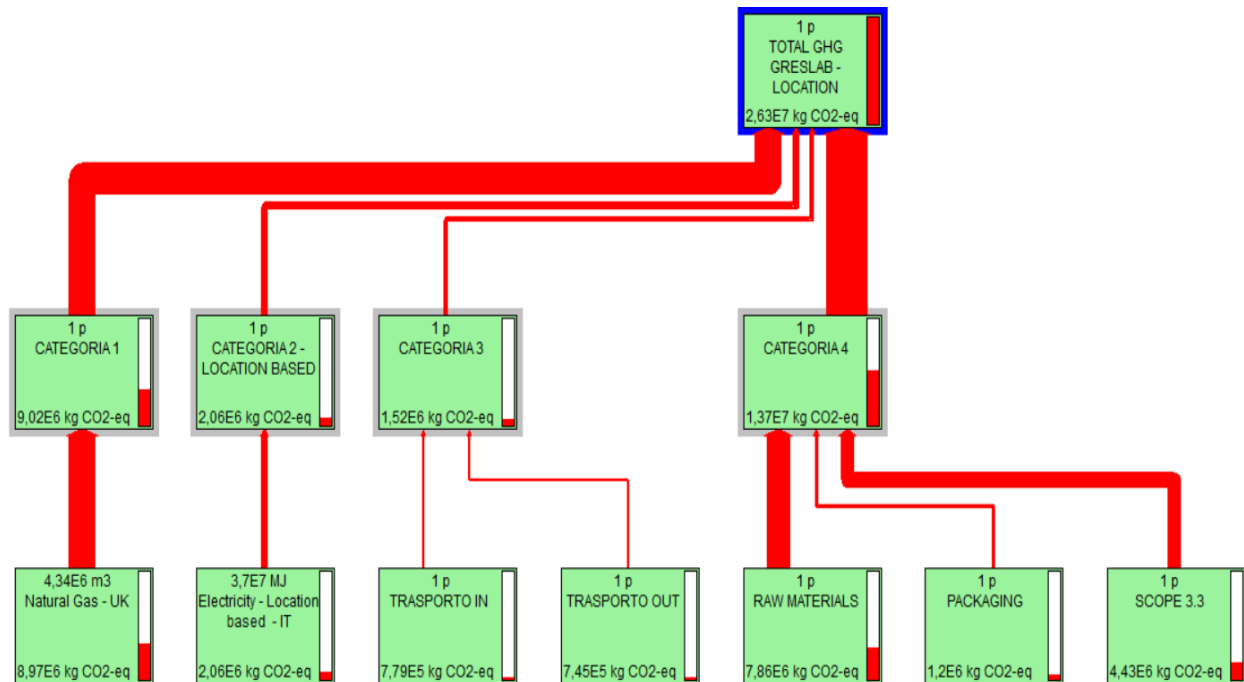 1 p
TOTAL GHG
GRESLAB -
LOCATION
2,63E7 kg CO2-eq
1 p
CATEGORIA 1
9,02E6 kg CO2-eq
1 p
CATEGORIA 2 -
LOCATION BASED
2,06E6 kg CO2-eq
1 p
CATEGORIA 3
1,52E6 kg CO2-eq
1 p
CATEGORIA 4
1,37E7 kg CO2-eq
4,34E6 m3
Natural Gas - UK
8,97E6 kg CO2-eq
3,7E7 MJ
Electricity - Location
based - IT
2,06E6 kg CO2-eq
1 p
TRASPORTO IN
7,79E5 kg CO2-eq
1 p
TRASPORTO OUT
7,45E5 kg CO2-eq
1 p
RAW MATERIALS
7,86E6 kg CO2-eq
1 p
PACKAGING
1,2E6 kg CO2-eq
1 p
SCOPE 3.3
4,43E6 kg CO2-eq